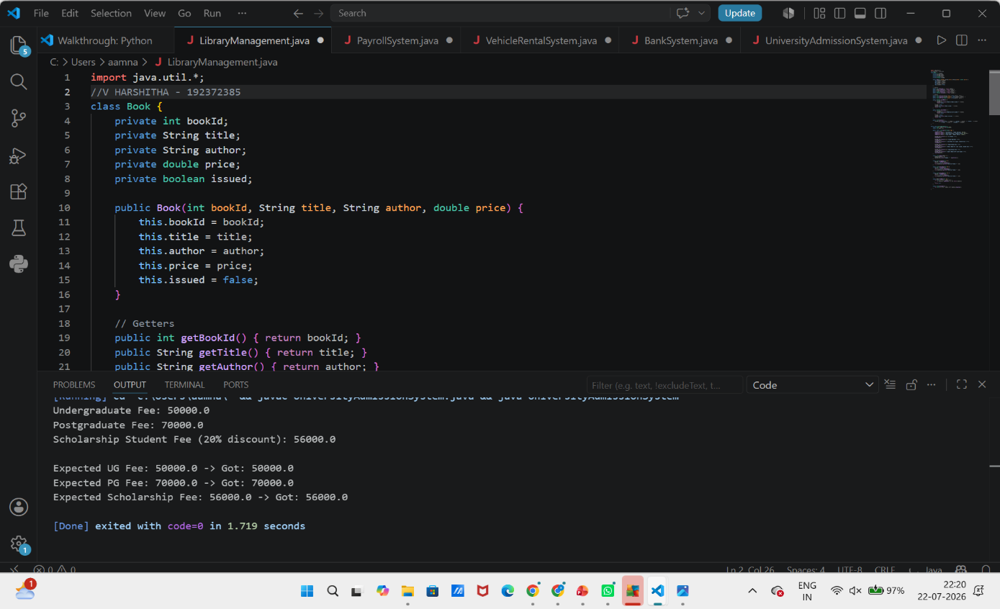 File Edit Selection View Go Run ··· Search Update
5 Walkthrough: Python LibraryManagement.java PayrollSystem.java VehicleRentalSystem.java BankSystem.java UniversityAdmissionSystem.java
C: > Users > aamna > LibraryManagement.java
1 import java.util.*;
2 //V HARSHITHA - 192372385
3 class Book {
4 private int bookId;
5 private String title;
6 private String author;
7 private double price;
8 private boolean issued;
9
10 public Book(int bookId, String title, String author, double price) {
11 this.bookId = bookId;
12 this.title = title;
13 this.author = author;
14 this.price = price;
15 this.issued = false;
16 }
17
18 // Getters
19 public int getBookId() { return bookId; }
20 public String getTitle() { return title; }
21 public String getAuthor() { return author; }
PROBLEMS OUTPUT TERMINAL PORTS Filter (e.g. text, !excludeText, t... Code
[Running] cd "c:\Users\aamna\" && javac UniversityAdmissionSystem.java && java UniversityAdmissionSystem
Undergraduate Fee: 50000.0
Postgraduate Fee: 70000.0
Scholarship Student Fee (20% discount): 56000.0
Expected UG Fee: 50000.0 -> Got: 50000.0
Expected PG Fee: 70000.0 -> Got: 70000.0
Expected Scholarship Fee: 56000.0 -> Got: 56000.0
[Done] exited with code=0 in 1.719 seconds
1
0 0 Ln 2, Col 26 Spaces: 4 UTF-8 CRLF Java
1 ENG 97% 22:20
IN 22-07-2026